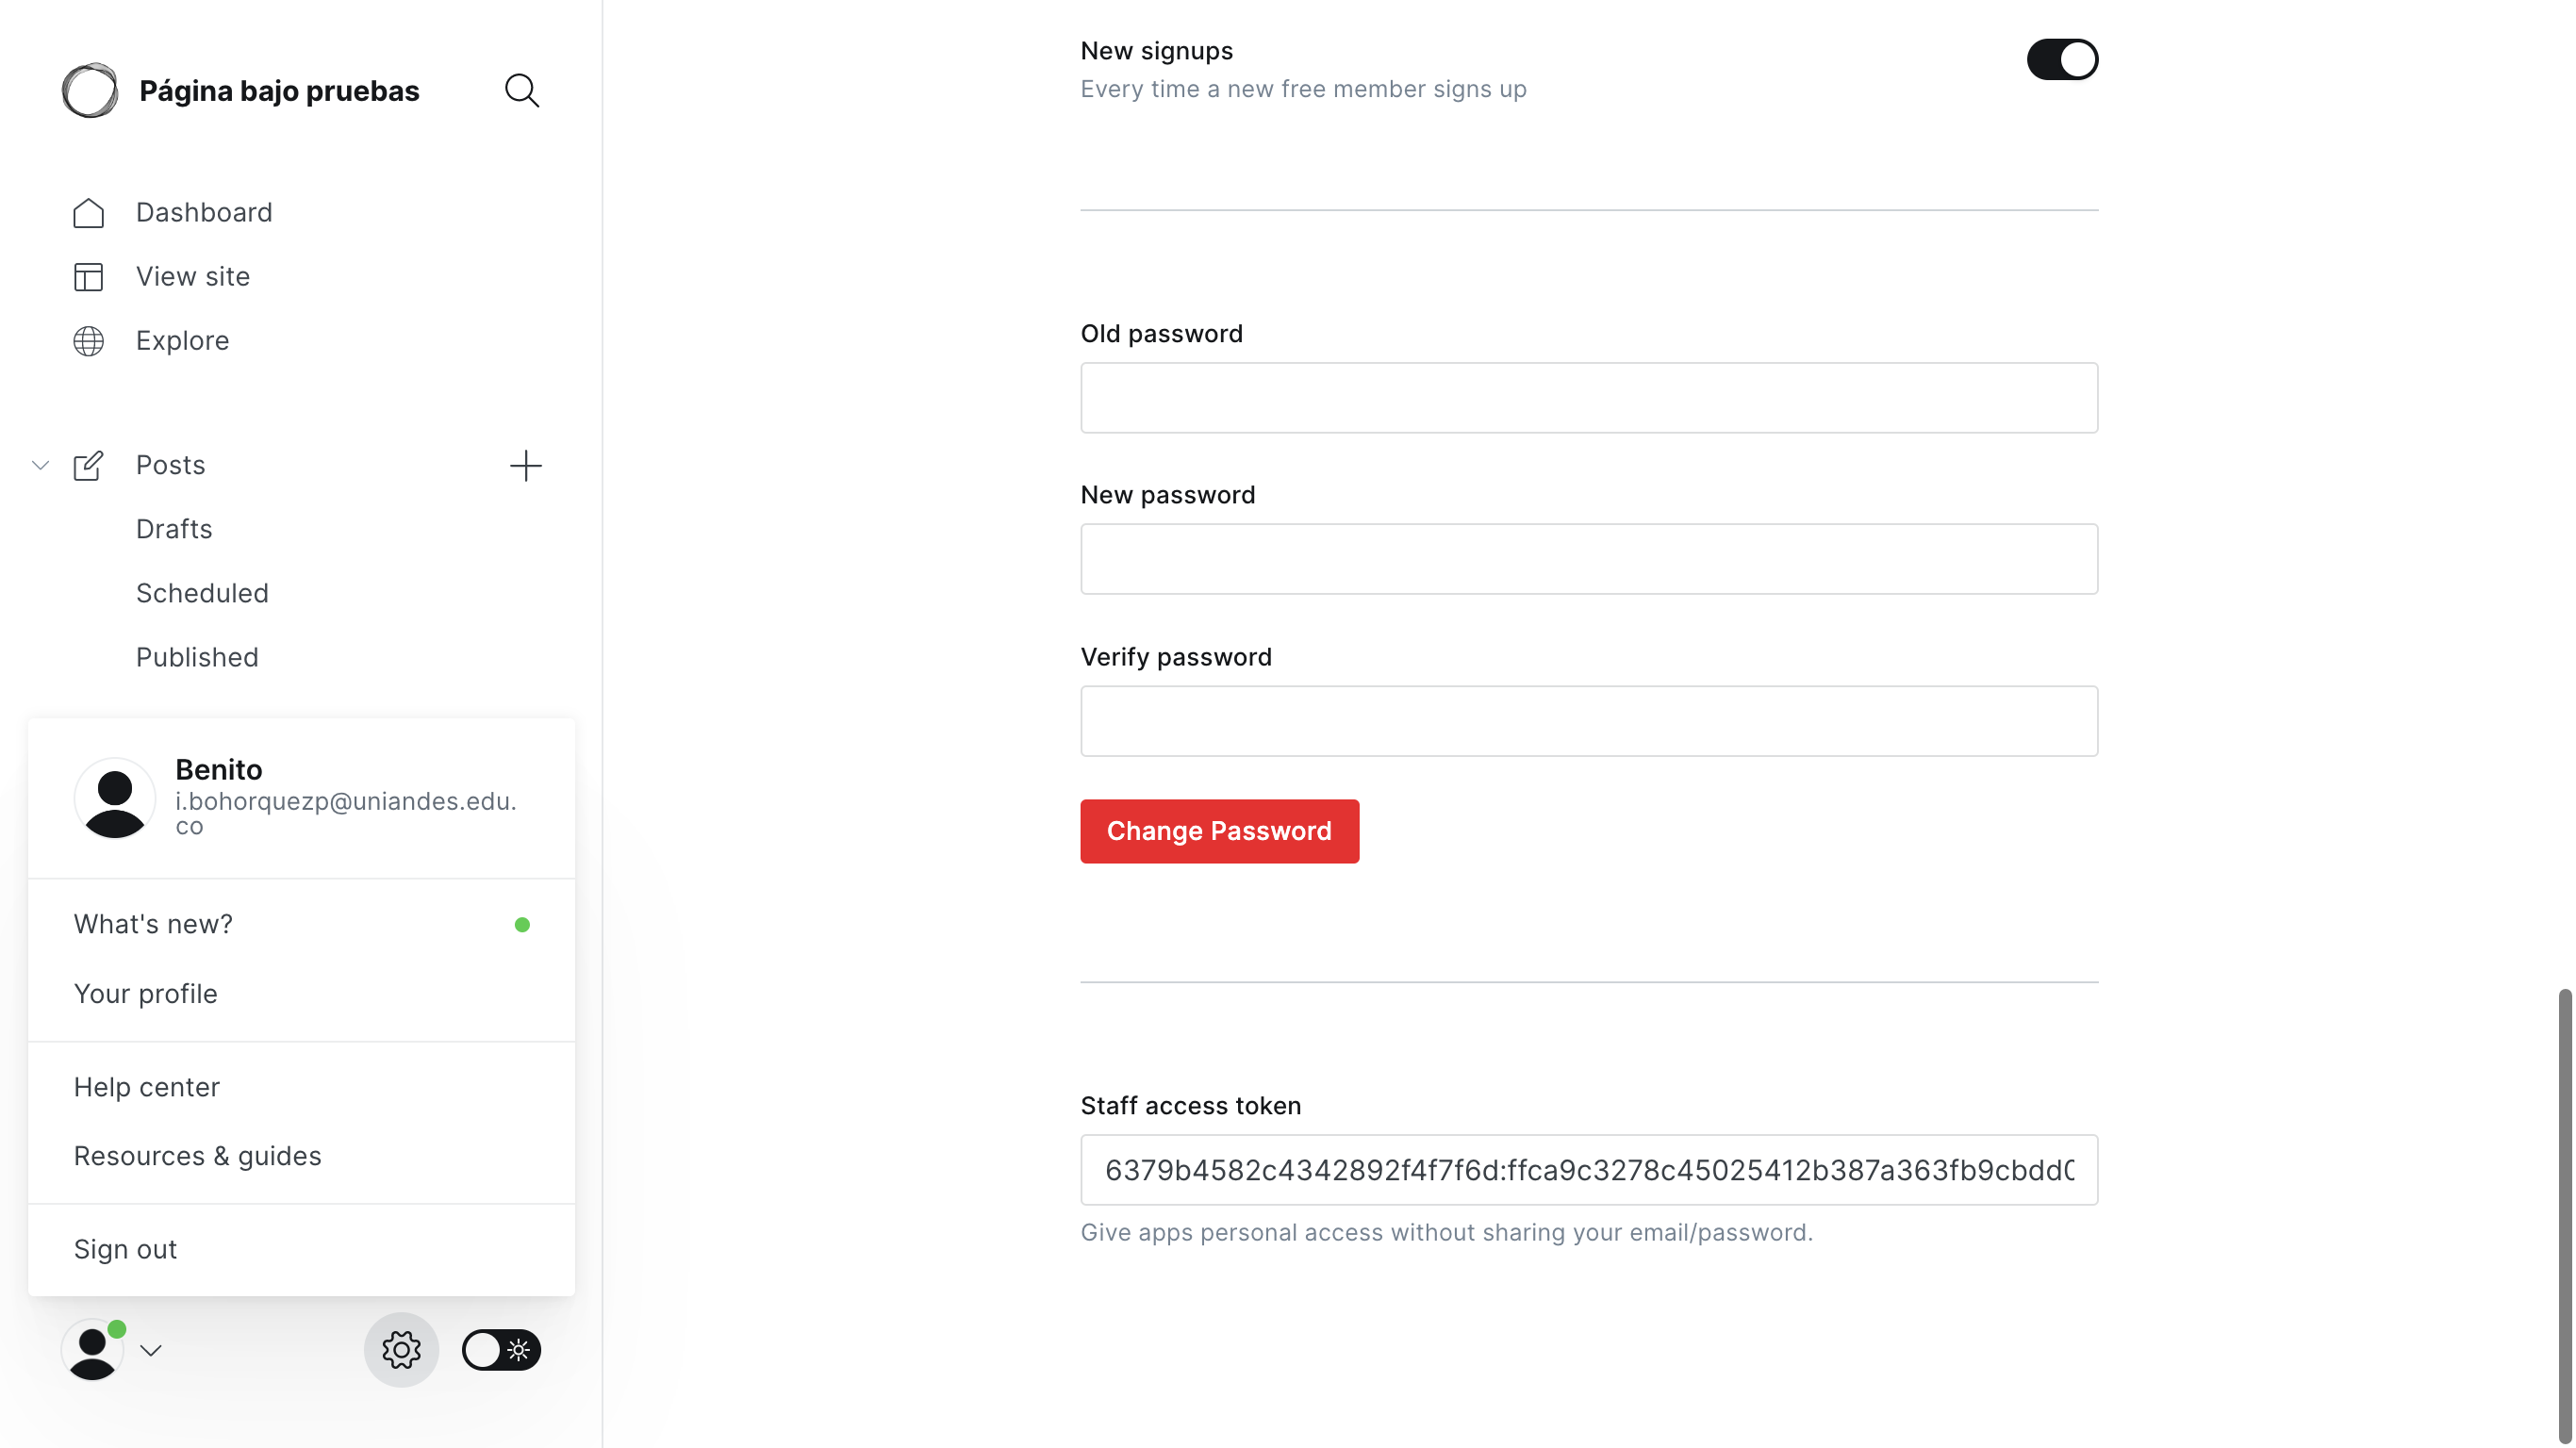 Página bajo pruebas
Dashboard
View site
Explore
Posts
Drafts
Scheduled
Published
Benito
i.bohorquezp@uniandes.edu.
co
What's new?
Your profile
Help center
Resources & guides
Sign out
New signups
Every time a new free member signs up
Old password
New password
Verify password
Change Password
Staff access token
6379b4582c4342892f4f7f6d:ffca9c3278c45025412b387a363fb9cbdd0
Give apps personal access without sharing your email/password.